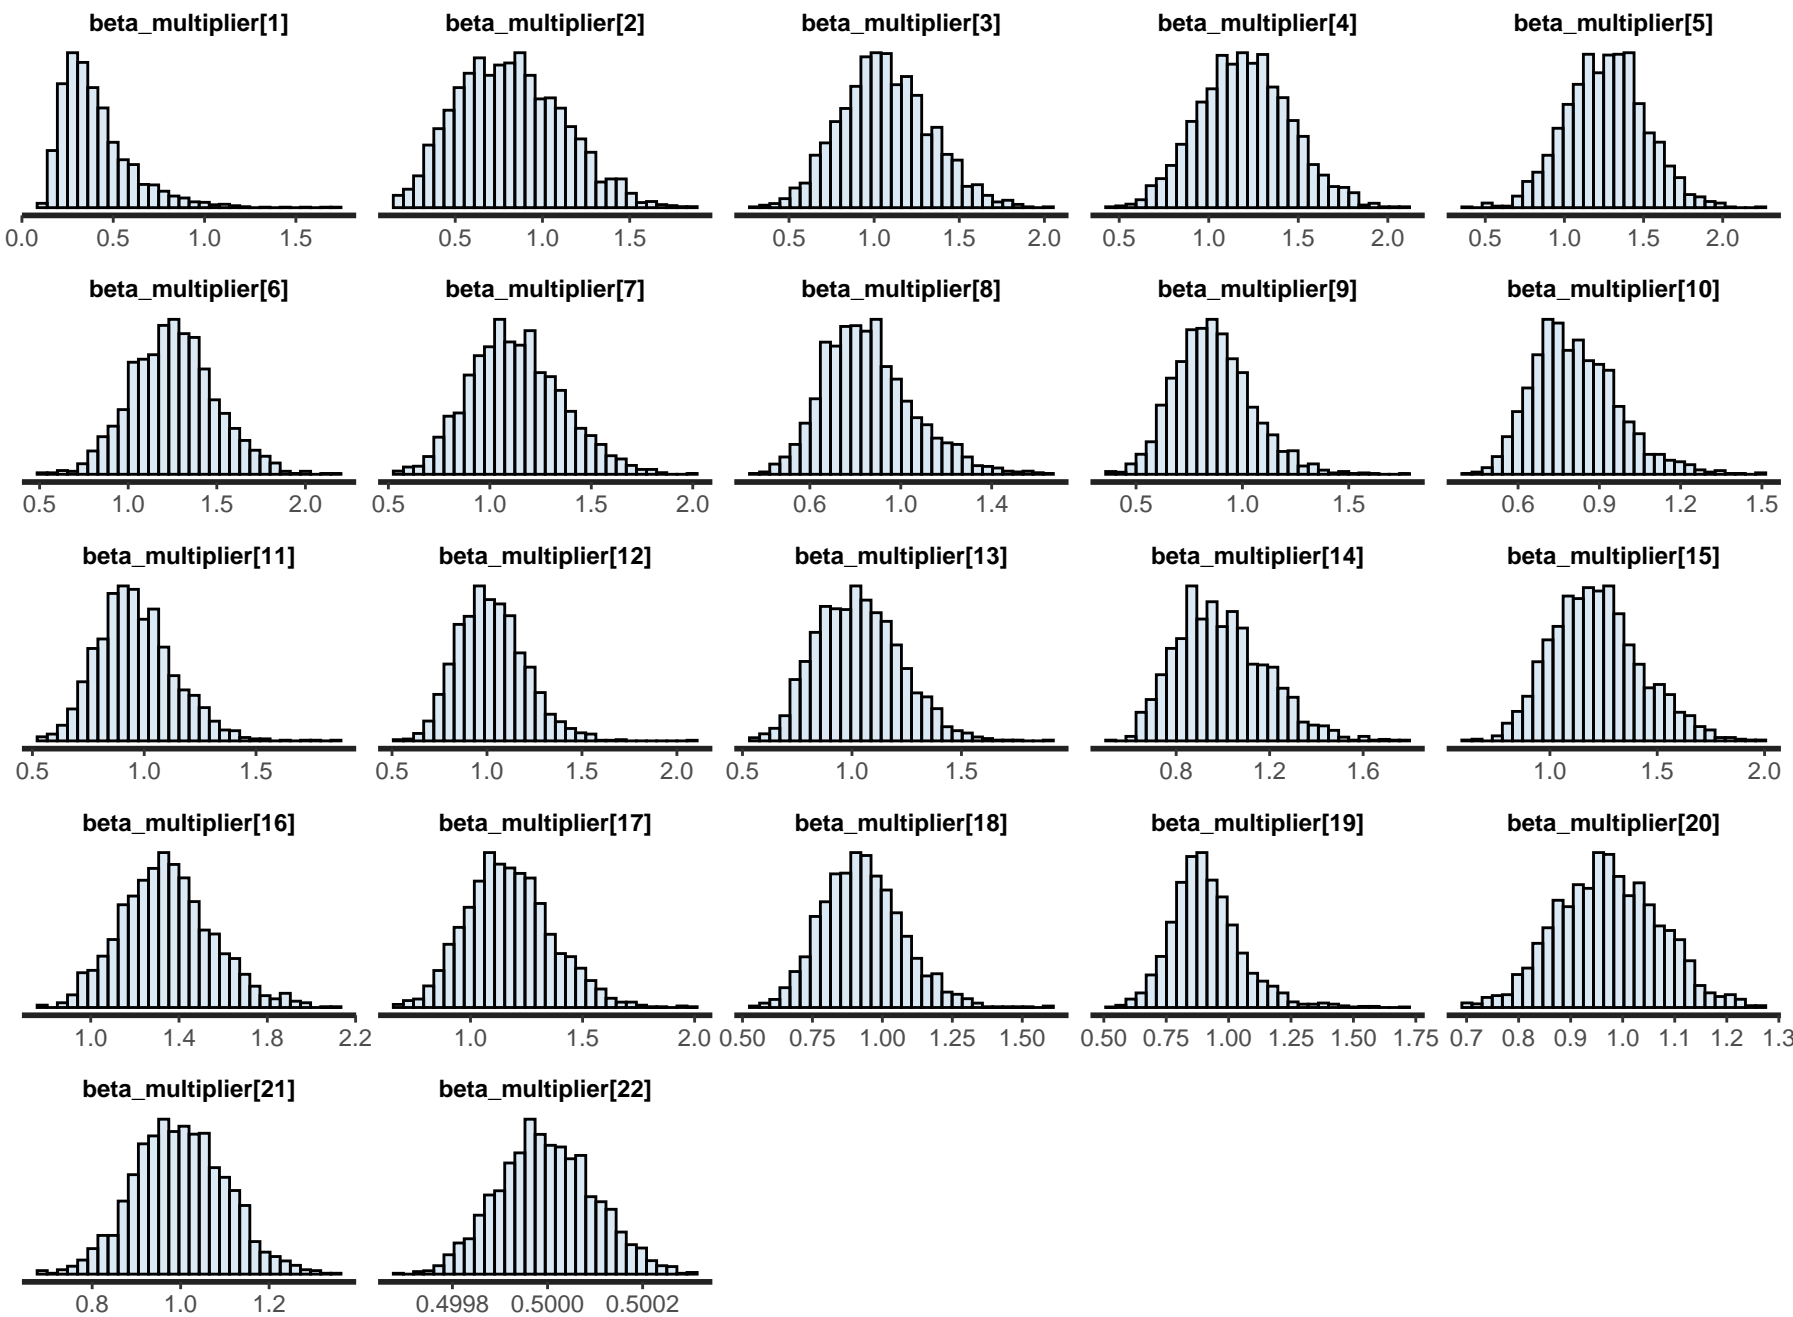 beta_multiplier[1] beta_multiplier[2] beta_multiplier[3] beta_multiplier[4] beta_multiplier[5]
0.0 0.5 1.0 1.5 0.5 1.0 1.5 0.5 1.0 1.5 2.0 0.5 1.0 1.5 2.0 0.5 1.0 1.5 2.0
beta_multiplier[6] beta_multiplier[7] beta_multiplier[8] beta_multiplier[9] beta_multiplier[10]
0.5 1.0 1.5 2.0 0.5 1.0 1.5 2.0 0.6 1.0 1.4 0.5 1.0 1.5 0.6 0.9 1.2 1.5
beta_multiplier[11] beta_multiplier[12] beta_multiplier[13] beta_multiplier[14] beta_multiplier[15]
0.5 1.0 1.5 0.5 1.0 1.5 2.0 0.5 1.0 1.5 0.8 1.2 1.6 1.0 1.5 2.0
beta_multiplier[16] beta_multiplier[17] beta_multiplier[18] beta_multiplier[19] beta_multiplier[20]
1.0 1.4 1.8 2.2 1.0 1.5 2.0 0.50 0.75 1.00 1.25 1.50 0.50 0.75 1.00 1.25 1.50 1.75 0.7 0.8 0.9 1.0 1.1 1.2 1.3
beta_multiplier[21] beta_multiplier[22]
0.8 1.0 1.2 0.4998 0.5000 0.5002